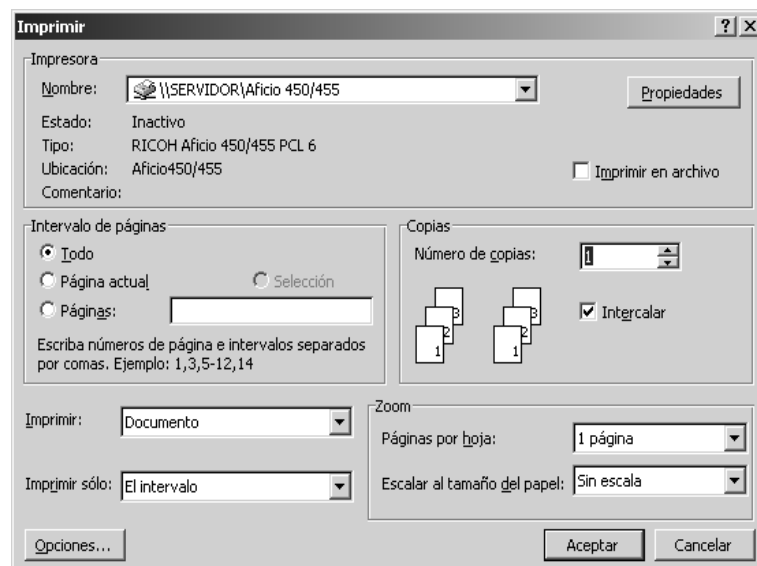 Imprimir
Impresora
Nombre: \\SERVIDOR\Aficio 450/455
Propiedades
Estado: Inactivo
Tipo: RICOH Aficio 450/455 PCL 6
Ubicación: Aficio450/455
Imprimir en archivo
Comentario:
Intervalo de páginas
Todo
Página actual
Selección
Páginas:
Escriba números de página e intervalos separados
por comas. Ejemplo: 1,3,5-12,14
Copias
Número de copias: 1
3 3
2 2
1 1
Intercalar
Imprimir: Documento
Imprimir sólo: El intervalo
Zoom
Páginas por hoja: 1 página
Escalar al tamaño del papel: Sin escala
Opciones...
Aceptar
Cancelar